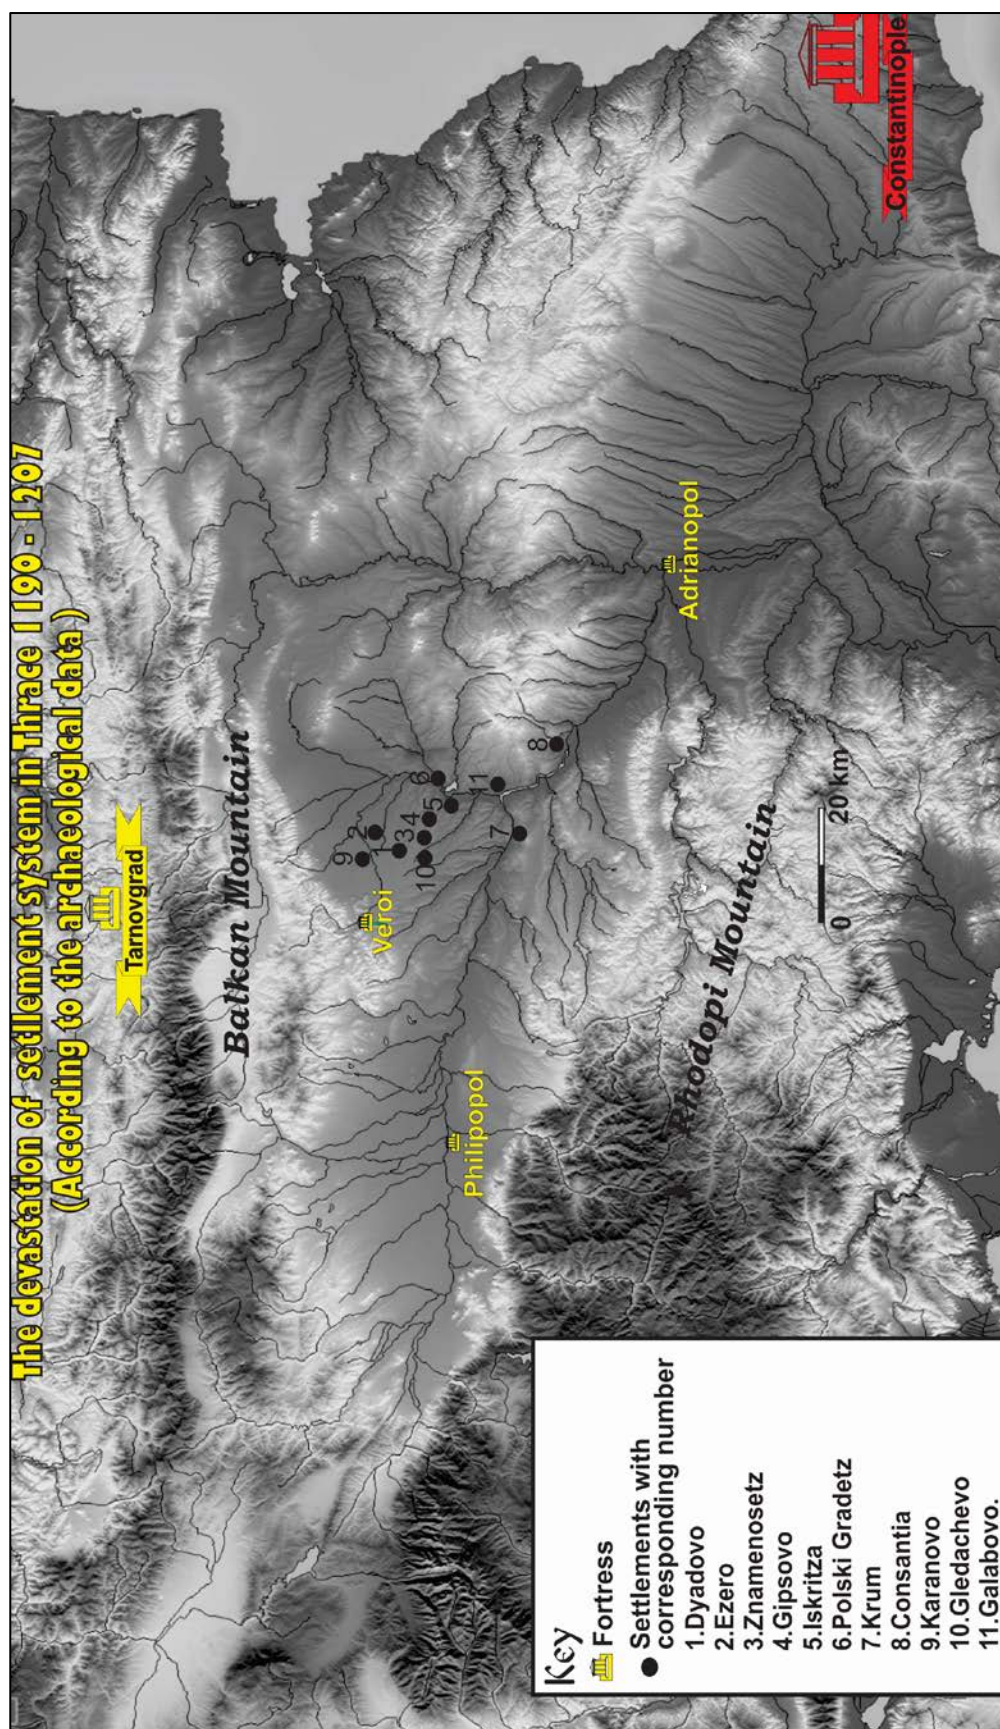 The devastation of setllement system in Thrace 1190 - 1207
(According to the archaeological data )
Tarnovgrad
Balkan Mountain
Constantinople
Veroi
9
2
1
3
4
10
5
6
11
7
8
Philipopol
Adrianopol
Rhodopi Mountain
0
20 km
Key
Fortress
Settlements with
corresponding number
1.Dyadovo
2.Ezero
3.Znamenosetz
4.Gipsovo
5.Iskritza
6.Polski Gradetz
7.Krum
8.Consantia
9.Karanovo
10.Gledachevo
11.Galabovo.